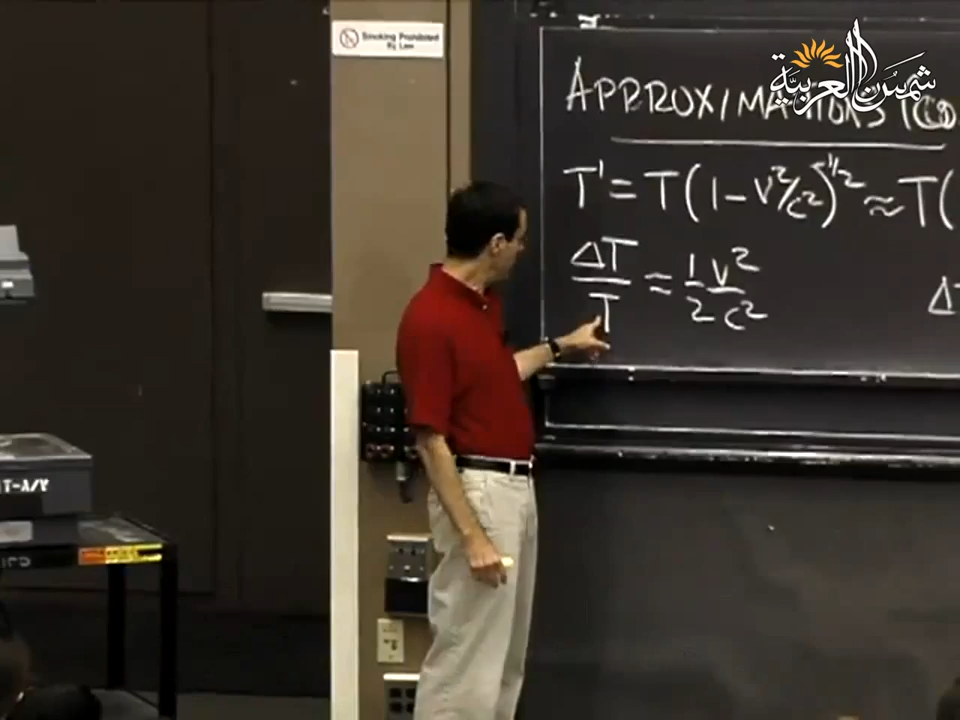 Smoking Prohibited
By Law
شمس العربية
APPROXIMATIONS
T' = T(1 - v²/c²)^1/2 ≈ T(
ΔT/T ≈ 1/2 v²/c²
Δ
T-A/V